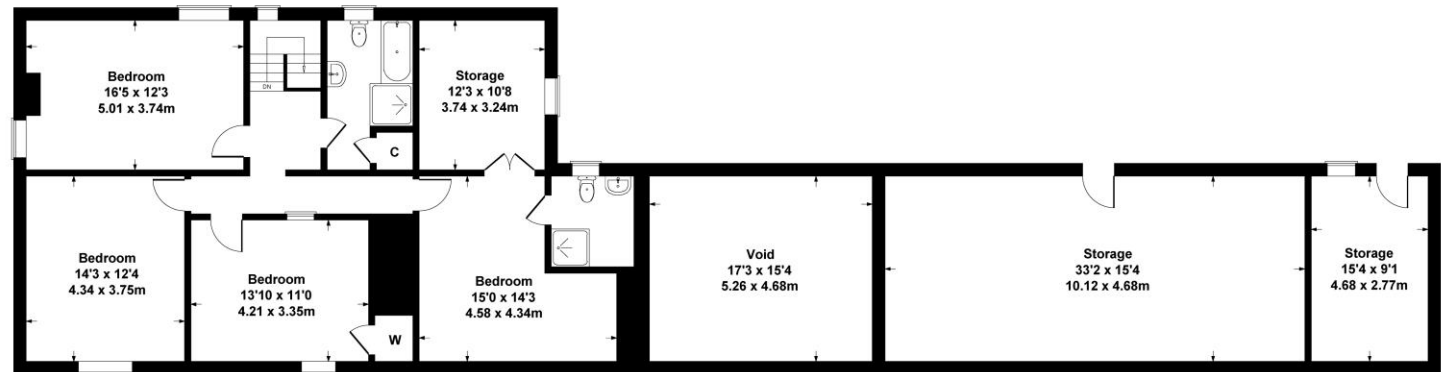 Bedroom
16'5 x 12'3
5.01 x 3.74m
DN
C
Storage
12'3 x 10'8
3.74 x 3.24m
Bedroom
14'3 x 12'4
4.34 x 3.75m
Bedroom
13'10 x 11'0
4.21 x 3.35m
W
Bedroom
15'0 x 14'3
4.58 x 4.34m
Void
17'3 x 15'4
5.26 x 4.68m
Storage
33'2 x 15'4
10.12 x 4.68m
Storage
15'4 x 9'1
4.68 x 2.77m